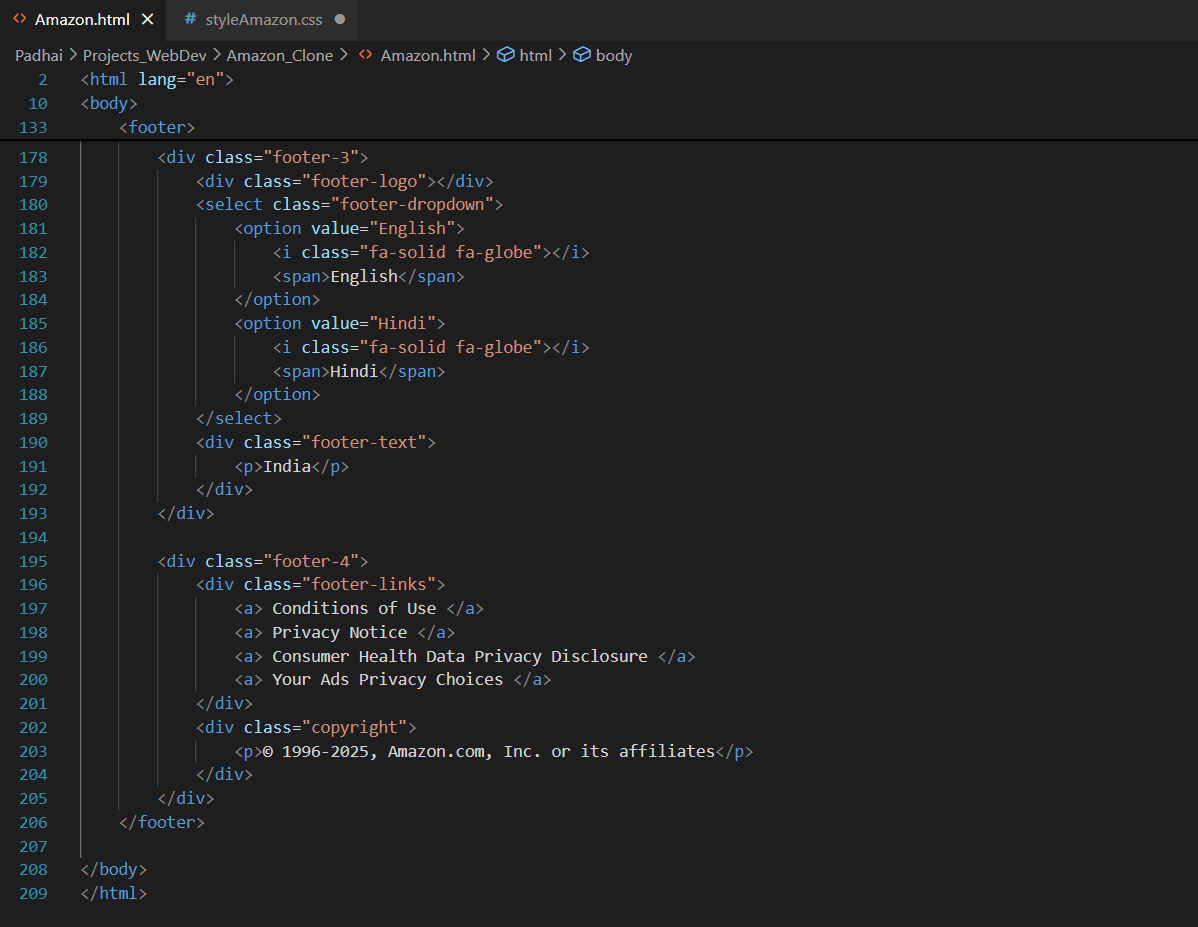 Amazon.html
# styleAmazon.css
Padhai > Projects_WebDev > Amazon_Clone > Amazon.html > html > body
2 <html lang="en">
10 <body>
133 <footer>
178 <div class="footer-3">
179 <div class="footer-logo"></div>
180 <select class="footer-dropdown">
181 <option value="English">
182 <i class="fa-solid fa-globe"></i>
183 <span>English</span>
184 </option>
185 <option value="Hindi">
186 <i class="fa-solid fa-globe"></i>
187 <span>Hindi</span>
188 </option>
189 </select>
190 <div class="footer-text">
191 <p>India</p>
192 </div>
193 </div>
194
195 <div class="footer-4">
196 <div class="footer-links">
197 <a> Conditions of Use </a>
198 <a> Privacy Notice </a>
199 <a> Consumer Health Data Privacy Disclosure </a>
200 <a> Your Ads Privacy Choices </a>
201 </div>
202 <div class="copyright">
203 <p>© 1996-2025, Amazon.com, Inc. or its affiliates</p>
204 </div>
205 </div>
206 </footer>
207
208 </body>
209 </html>